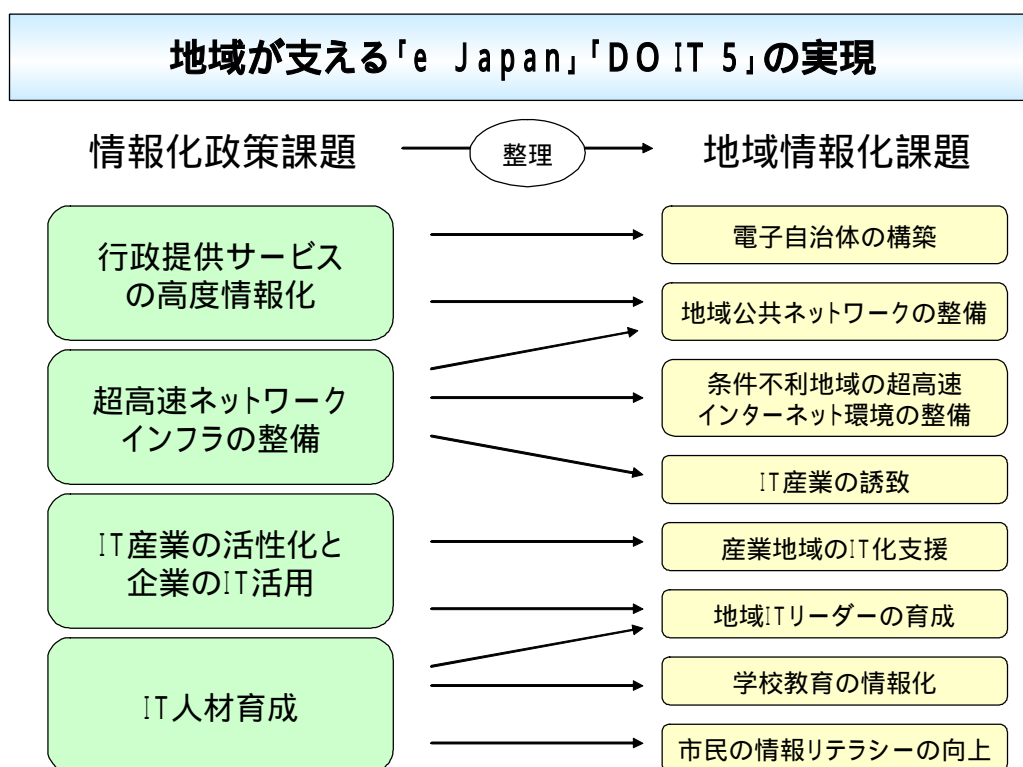 地域が支える「e Japan」「DO IT 5」の実現
情報化政策課題
整理
地域情報化課題
行政提供サービス
の高度情報化
超高速ネットワーク
インフラの整備
IT産業の活性化と
企業のIT活用
IT人材育成
電子自治体の構築
地域公共ネットワークの整備
条件不利地域の超高速
インターネット環境の整備
IT産業の誘致
産業地域のIT化支援
地域ITリーダーの育成
学校教育の情報化
市民の情報リテラシーの向上